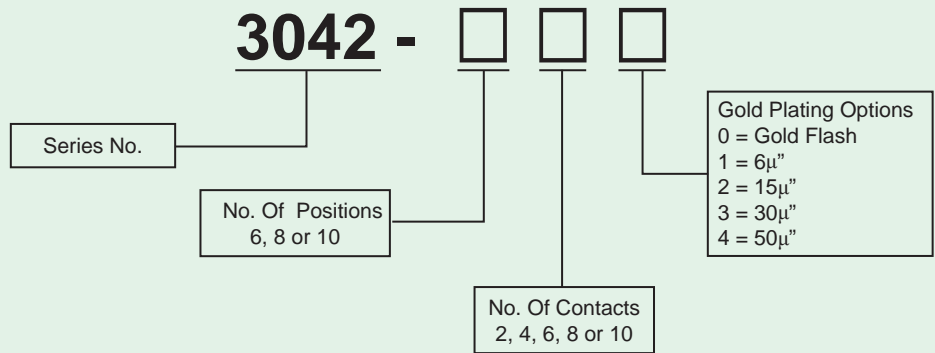 3042 - □ □ □
Series No.
No. Of Positions
6, 8 or 10
No. Of Contacts
2, 4, 6, 8 or 10
Gold Plating Options
0 = Gold Flash
1 = 6μ”
2 = 15μ”
3 = 30μ”
4 = 50μ”